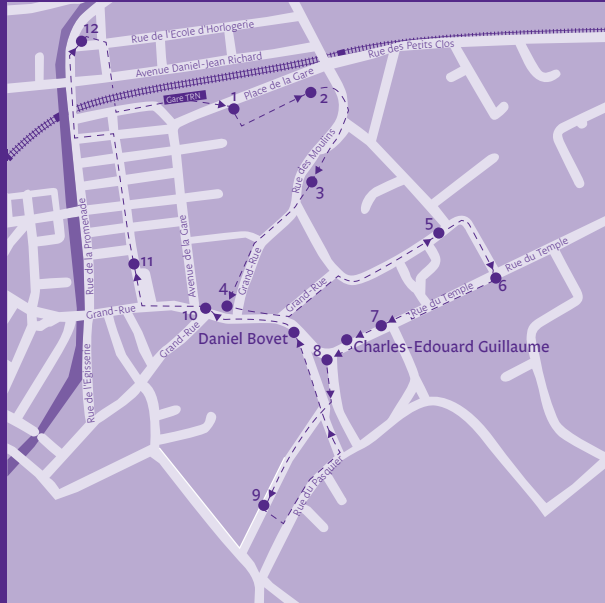 12
Rue de l'Ecole d'Horlogerie
Rue des Petits Clos
Avenue Daniel-Jean Richard
Place de la Gare
Gare TRN
1
2
Rue des Moulins
3
Rue de la Promenade
Avenue de la Gare
5
Rue du Temple
11
Grand-Rue
4
Grand-Rue
6
Rue du Temple
Grand-Rue
10
7
Grand-Rue
Daniel Bovet
8
Charles-Edouard Guillaume
Rue de l'Egisserie
9
Rue du Pasquier